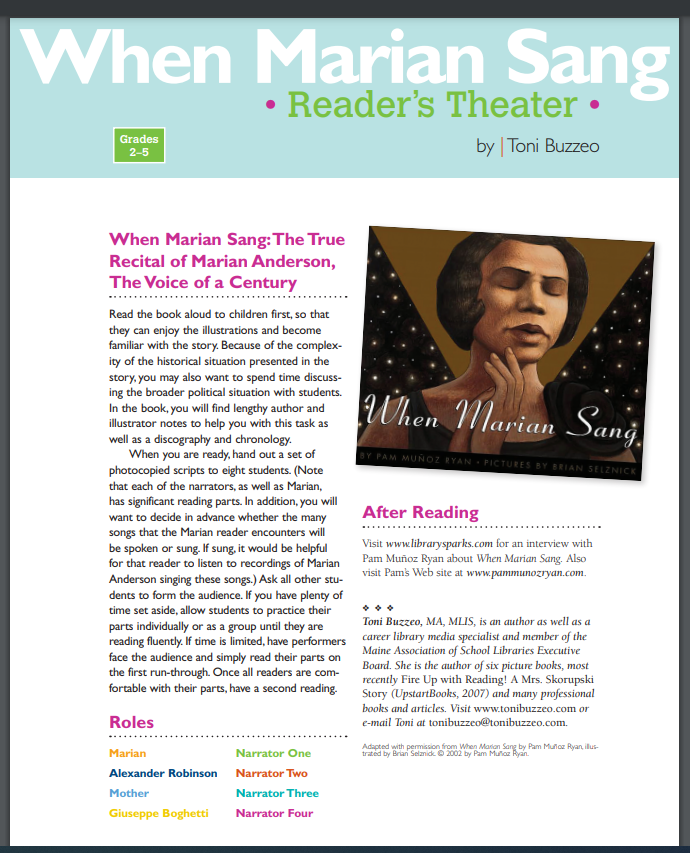 When Marian Sang
• Reader's Theater •
Grades
2–5
by | Toni Buzzeo
When Marian Sang: The True
Recital of Marian Anderson,
The Voice of a Century
Read the book aloud to children first, so that
they can enjoy the illustrations and become
familiar with the story. Because of the complex-
ity of the historical situation presented in the
story, you may also want to spend time discuss-
ing the broader political situation with students.
In the book, you will find lengthy author and
illustrator notes to help you with this task as
well as a discography and chronology.
When you are ready, hand out a set of
photocopied scripts to eight students. (Note
that each of the narrators, as well as Marian,
has significant reading parts. In addition, you will
want to decide in advance whether the many
songs that the Marian reader encounters will
be spoken or sung. If sung, it would be helpful
for that reader to listen to recordings of Marian
Anderson singing these songs.) Ask all other stu-
dents to form the audience. If you have plenty of
time set aside, allow students to practice their
parts individually or as a group until they are
reading fluently. If time is limited, have performers
face the audience and simply read their parts on
the first run-through. Once all readers are com-
fortable with their parts, have a second reading.
Roles
Marian
Alexander Robinson
Mother
Giuseppe Boghetti
Narrator One
Narrator Two
Narrator Three
Narrator Four
When Marian Sang
BY PAM MUÑOZ RYAN • PICTURES BY BRIAN SELZNICK
After Reading
Visit www.librarysparks.com for an interview with
Pam Muñoz Ryan about When Marian Sang. Also
visit Pam's Web site at www.pammunozryan.com.
❖ ❖ ❖
Toni Buzzeo, MA, MLIS, is an author as well as a
career library media specialist and member of the
Maine Association of School Libraries Executive
Board. She is the author of six picture books, most
recently Fire Up with Reading! A Mrs. Skorupski
Story (UpstartBooks, 2007) and many professional
books and articles. Visit www.tonibuzzeo.com or
e-mail Toni at tonibuzzeo@tonibuzzeo.com.
Adapted with permission from When Marian Sang by Pam Muñoz Ryan, illus-
trated by Brian Selznick. © 2002 by Pam Muñoz Ryan.